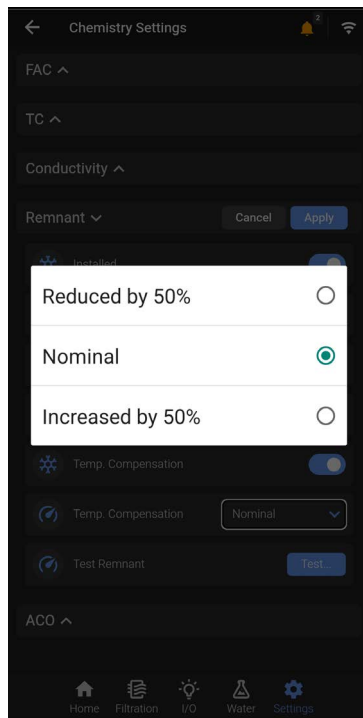 Chemistry Settings
2
FAC
TC
Conductivity
Remnant
Cancel
Apply
Installed
Reduced by 50%
Nominal
Increased by 50%
Temp. Compensation
Temp. Compensation
Nominal
Test Remnant
Test...
ACO
Home
Filtration
I/O
Water
Settings